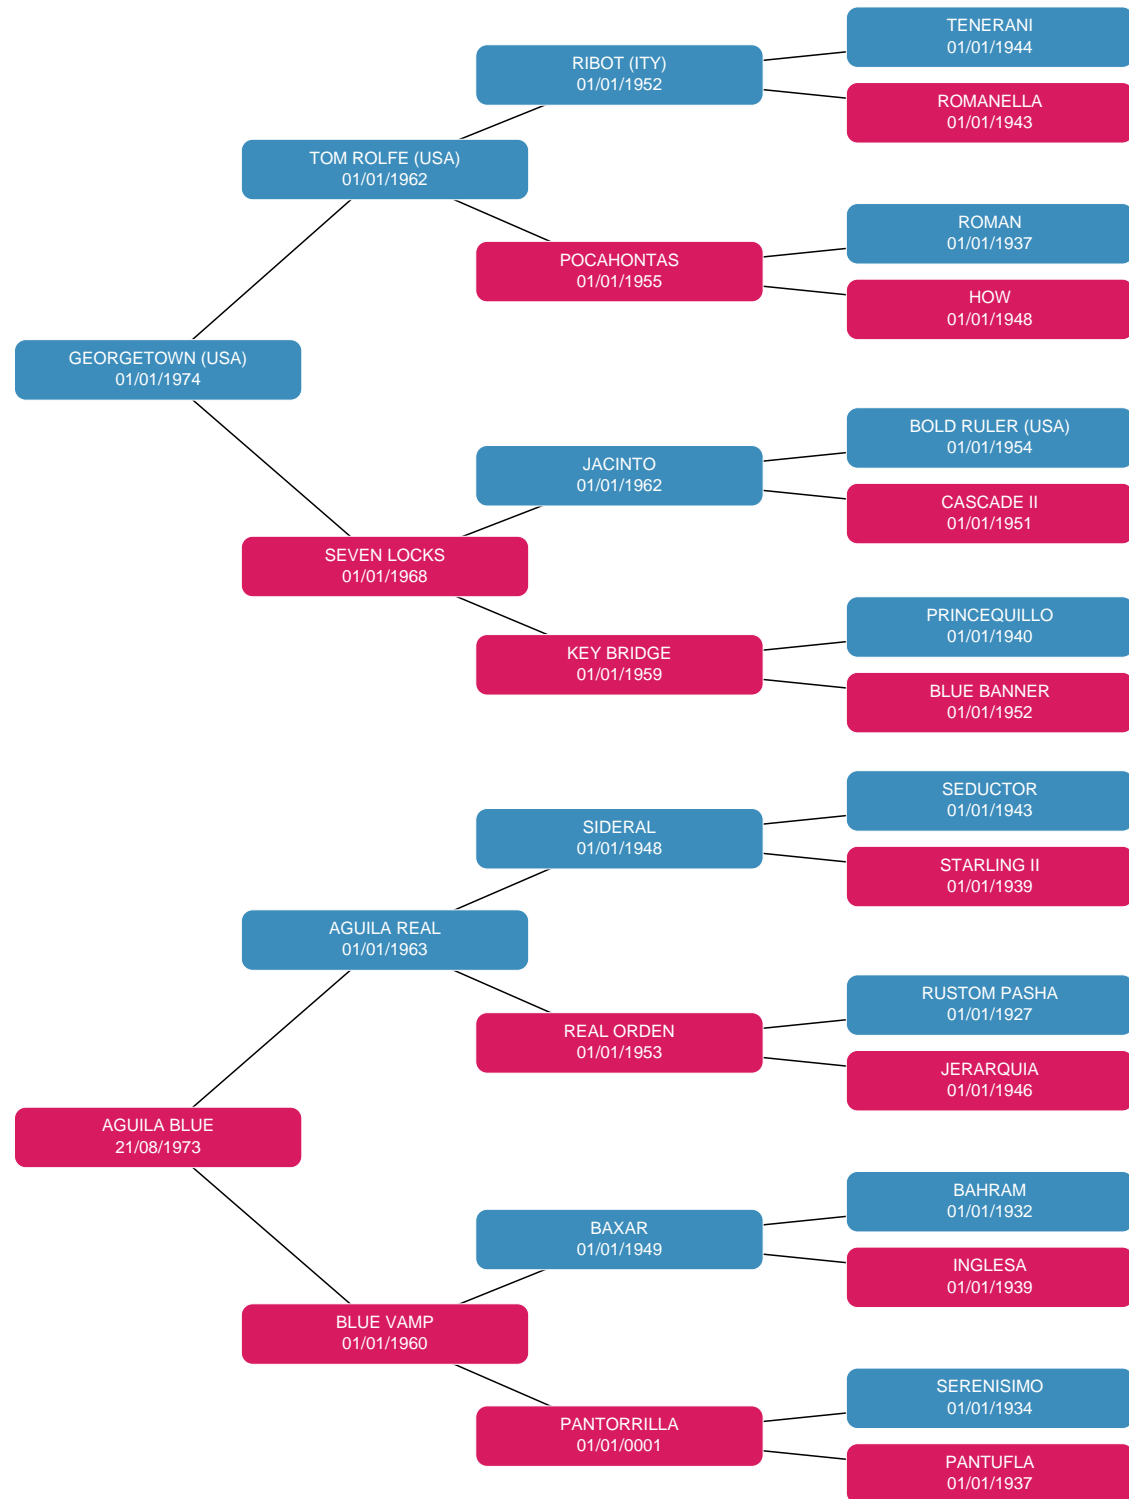 TENERANI
01/01/1944
RIBOT (ITY)
01/01/1952
ROMANELLA
01/01/1943
TOM ROLFE (USA)
01/01/1962
ROMAN
01/01/1937
POCAHONTAS
01/01/1955
HOW
01/01/1948
GEORGETOWN (USA)
01/01/1974
BOLD RULER (USA)
01/01/1954
JACINTO
01/01/1962
CASCADE II
01/01/1951
SEVEN LOCKS
01/01/1968
PRINCEQUILLO
01/01/1940
KEY BRIDGE
01/01/1959
BLUE BANNER
01/01/1952
SEDUCTOR
01/01/1943
SIDERAL
01/01/1948
STARLING II
01/01/1939
AGUILA REAL
01/01/1963
RUSTOM PASHA
01/01/1927
REAL ORDEN
01/01/1953
JERARQUIA
01/01/1946
AGUILA BLUE
21/08/1973
BAHRAM
01/01/1932
BAXAR
01/01/1949
INGLESA
01/01/1939
BLUE VAMP
01/01/1960
SERENISIMO
01/01/1934
PANTORRILLA
01/01/0001
PANTUFLA
01/01/1937